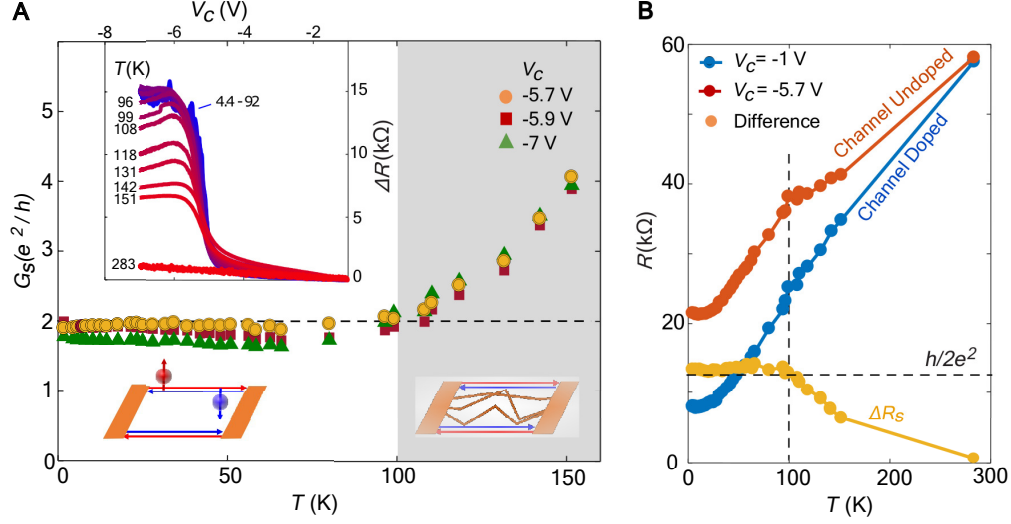 A
V_C (V)
-8 -6 -4 -2
T(K)
96
99
108
118
131
142
151
283
4.4 - 92
15
10
5
0
ΔR(kΩ)
V_C
-5.7 V
-5.9 V
-7 V
G_S(e² / h)
5
4
3
2
1
0
0 50 100 150
T (K)
B
V_C= -1 V
V_C= -5.7 V
Difference
Channel Undoped
Channel Doped
h/2e²
ΔR_S
R(kΩ)
60
40
20
0
0 100 200 300
T (K)